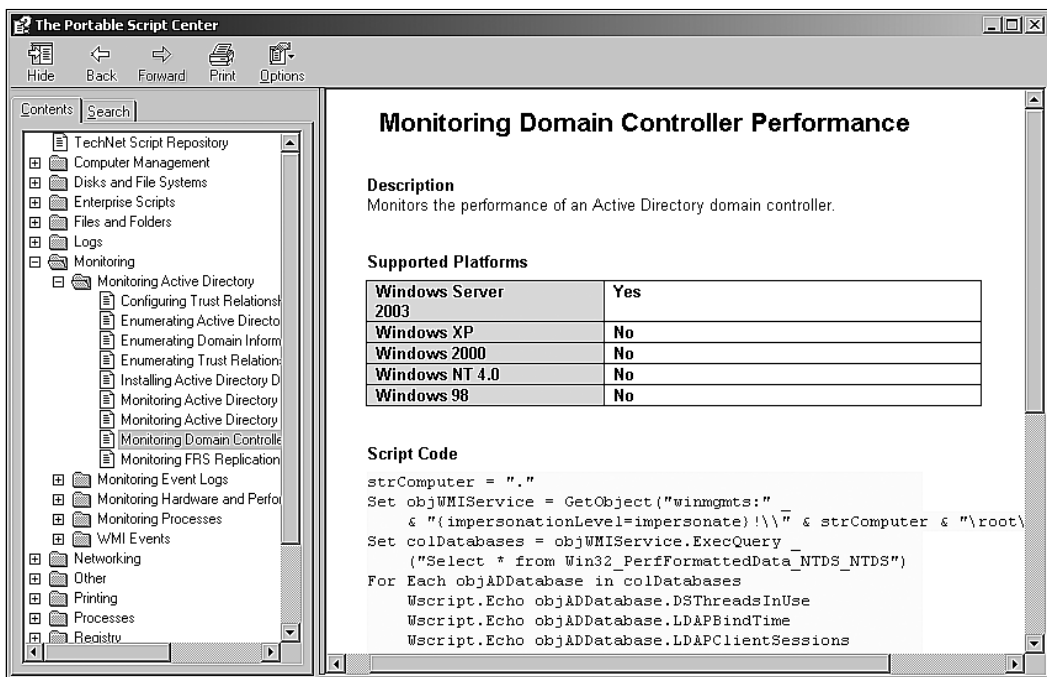 The Portable Script Center
Hide Back Forward Print Options
Contents Search
TechNet Script Repository
Computer Management
Disks and File Systems
Enterprise Scripts
Files and Folders
Logs
Monitoring
Monitoring Active Directory
Configuring Trust Relationsh
Enumerating Active Directo
Enumerating Domain Inform
Enumerating Trust Relation
Installing Active Directory D
Monitoring Active Directory
Monitoring Active Directory
Monitoring Domain Controlle
Monitoring FRS Replication
Monitoring Event Logs
Monitoring Hardware and Perfo
Monitoring Processes
WMI Events
Networking
Other
Printing
Processes
Registry
Monitoring Domain Controller Performance
Description
Monitors the performance of an Active Directory domain controller.
Supported Platforms
Windows Server 2003 Yes
Windows XP No
Windows 2000 No
Windows NT 4.0 No
Windows 98 No
Script Code
strComputer = "."
Set objWMIService = GetObject("winmgmts:" _
& "{impersonationLevel=impersonate}!\\" & strComputer & "\root\
Set colDatabases = objWMIService.ExecQuery _
("Select * from Win32_PerfFormattedData_NTDS_NTDS")
For Each objADDatabase in colDatabases
Wscript.Echo objADDatabase.DSThreadsInUse
Wscript.Echo objADDatabase.LDAPBindTime
Wscript.Echo objADDatabase.LDAPClientSessions